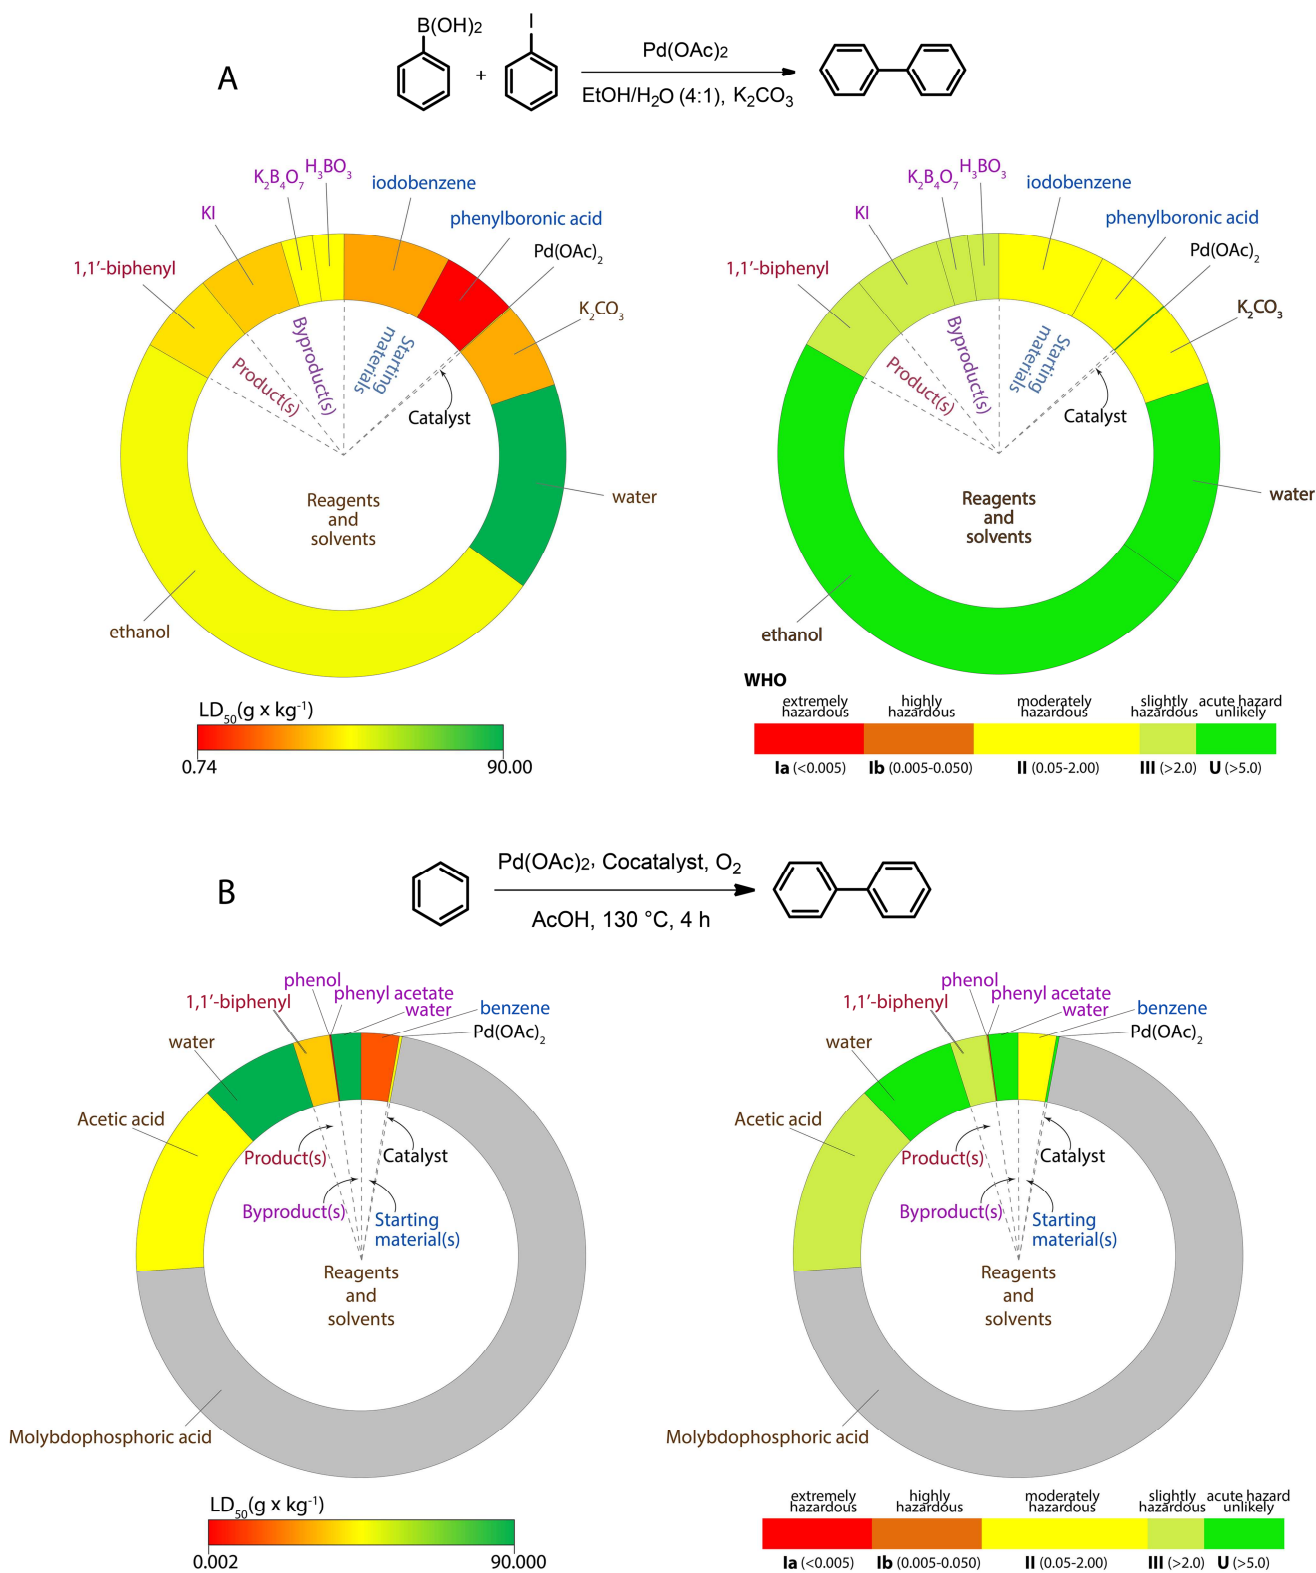 A
B(OH)2
I
+
Pd(OAc)2
EtOH/H2O (4:1), K2CO3
K2B4O7
H3BO3
iodobenzene
KI
phenylboronic acid
Pd(OAc)2
1,1’-biphenyl
K2CO3
Product(s)
Byproduct(s)
Starting
materials
Catalyst
water
Reagents
and
solvents
ethanol
LD50(g x kg-1)
0.74
90.00
K2B4O7
H3BO3
iodobenzene
KI
phenylboronic acid
Pd(OAc)2
1,1’-biphenyl
K2CO3
Product(s)
Byproduct(s)
Starting
materials
Catalyst
water
Reagents
and
solvents
ethanol
WHO
extremely
hazardous
highly
hazardous
moderately
hazardous
slightly
hazardous
acute hazard
unlikely
Ia (<0.005)
Ib (0.005-0.050)
II (0.05-2.00)
III (>2.0)
U (>5.0)
B
Pd(OAc)2, Cocatalyst, O2
AcOH, 130 °C, 4 h
phenol
phenyl acetate
water
1,1’-biphenyl
benzene
Pd(OAc)2
water
Acetic acid
Product(s)
Catalyst
Byproduct(s)
Starting
material(s)
Reagents
and
solvents
Molybdophosphoric acid
LD50(g x kg-1)
0.002
90.000
phenol
phenyl acetate
water
1,1’-biphenyl
benzene
Pd(OAc)2
water
Acetic acid
Product(s)
Catalyst
Byproduct(s)
Starting
material(s)
Reagents
and
solvents
Molybdophosphoric acid
extremely
hazardous
highly
hazardous
moderately
hazardous
slightly
hazardous
acute hazard
unlikely
Ia (<0.005)
Ib (0.005-0.050)
II (0.05-2.00)
III (>2.0)
U (>5.0)